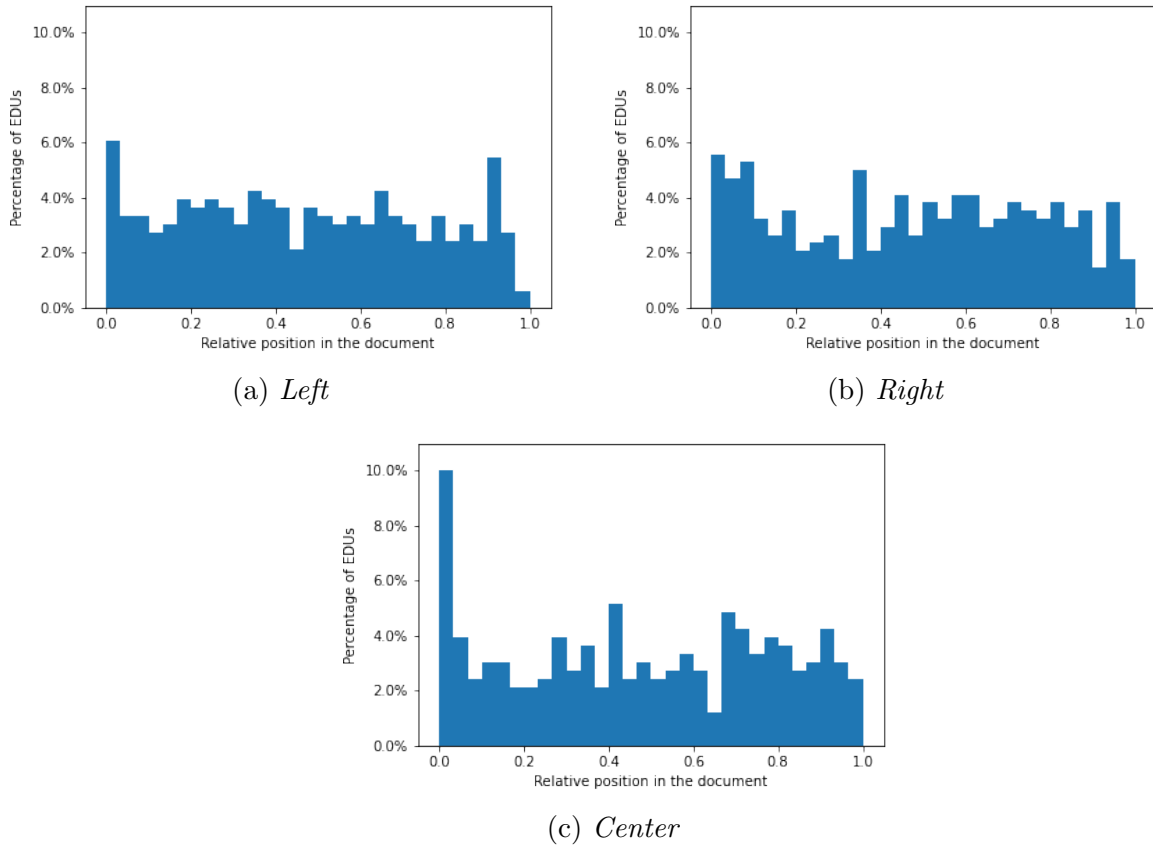 10.0%
8.0%
6.0%
4.0%
2.0%
0.0%
Percentage of EDUs
0.0 0.2 0.4 0.6 0.8 1.0
Relative position in the document
(a) Left
10.0%
8.0%
6.0%
4.0%
2.0%
0.0%
Percentage of EDUs
0.0 0.2 0.4 0.6 0.8 1.0
Relative position in the document
(b) Right
10.0%
8.0%
6.0%
4.0%
2.0%
0.0%
Percentage of EDUs
0.0 0.2 0.4 0.6 0.8 1.0
Relative position in the document
(c) Center